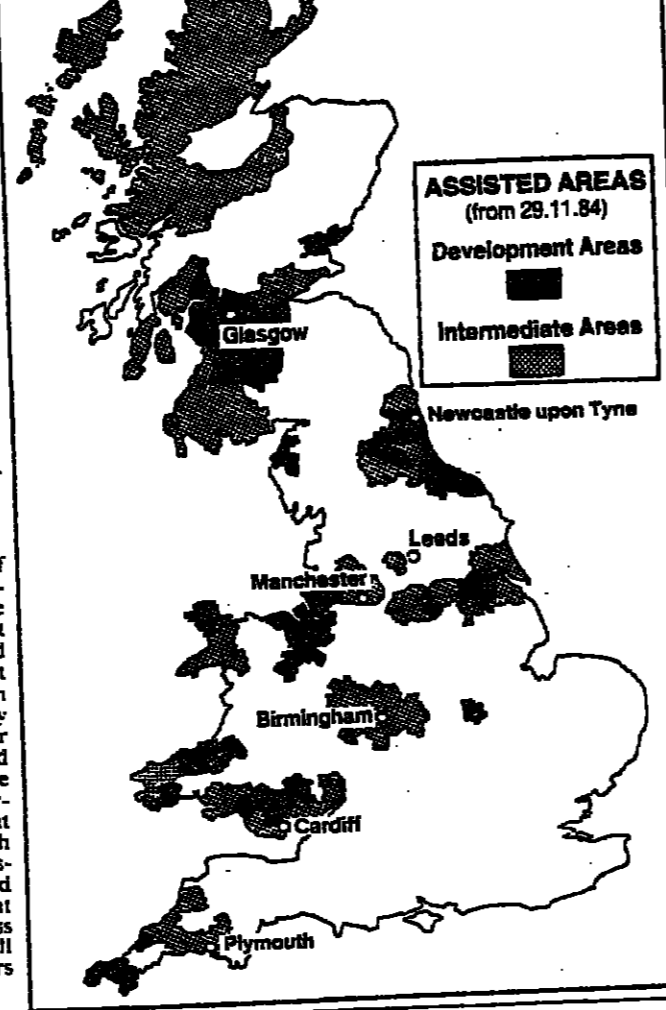 ASSISTED AREAS
(from 29.11.84)
Development Areas
Intermediate Areas
Glasgow
Newcastle upon Tyne
Leeds
Manchester
Birmingham
Cardiff
Plymouth